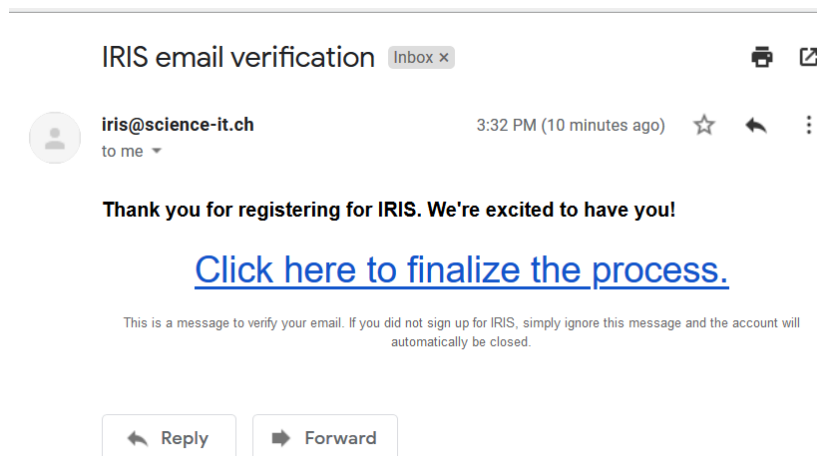 IRIS email verification Inbox ×
iris@science-it.ch 3:32 PM (10 minutes ago)
to me
Thank you for registering for IRIS. We're excited to have you!
Click here to finalize the process.
This is a message to verify your email. If you did not sign up for IRIS, simply ignore this message and the account will
automatically be closed.
Reply Forward